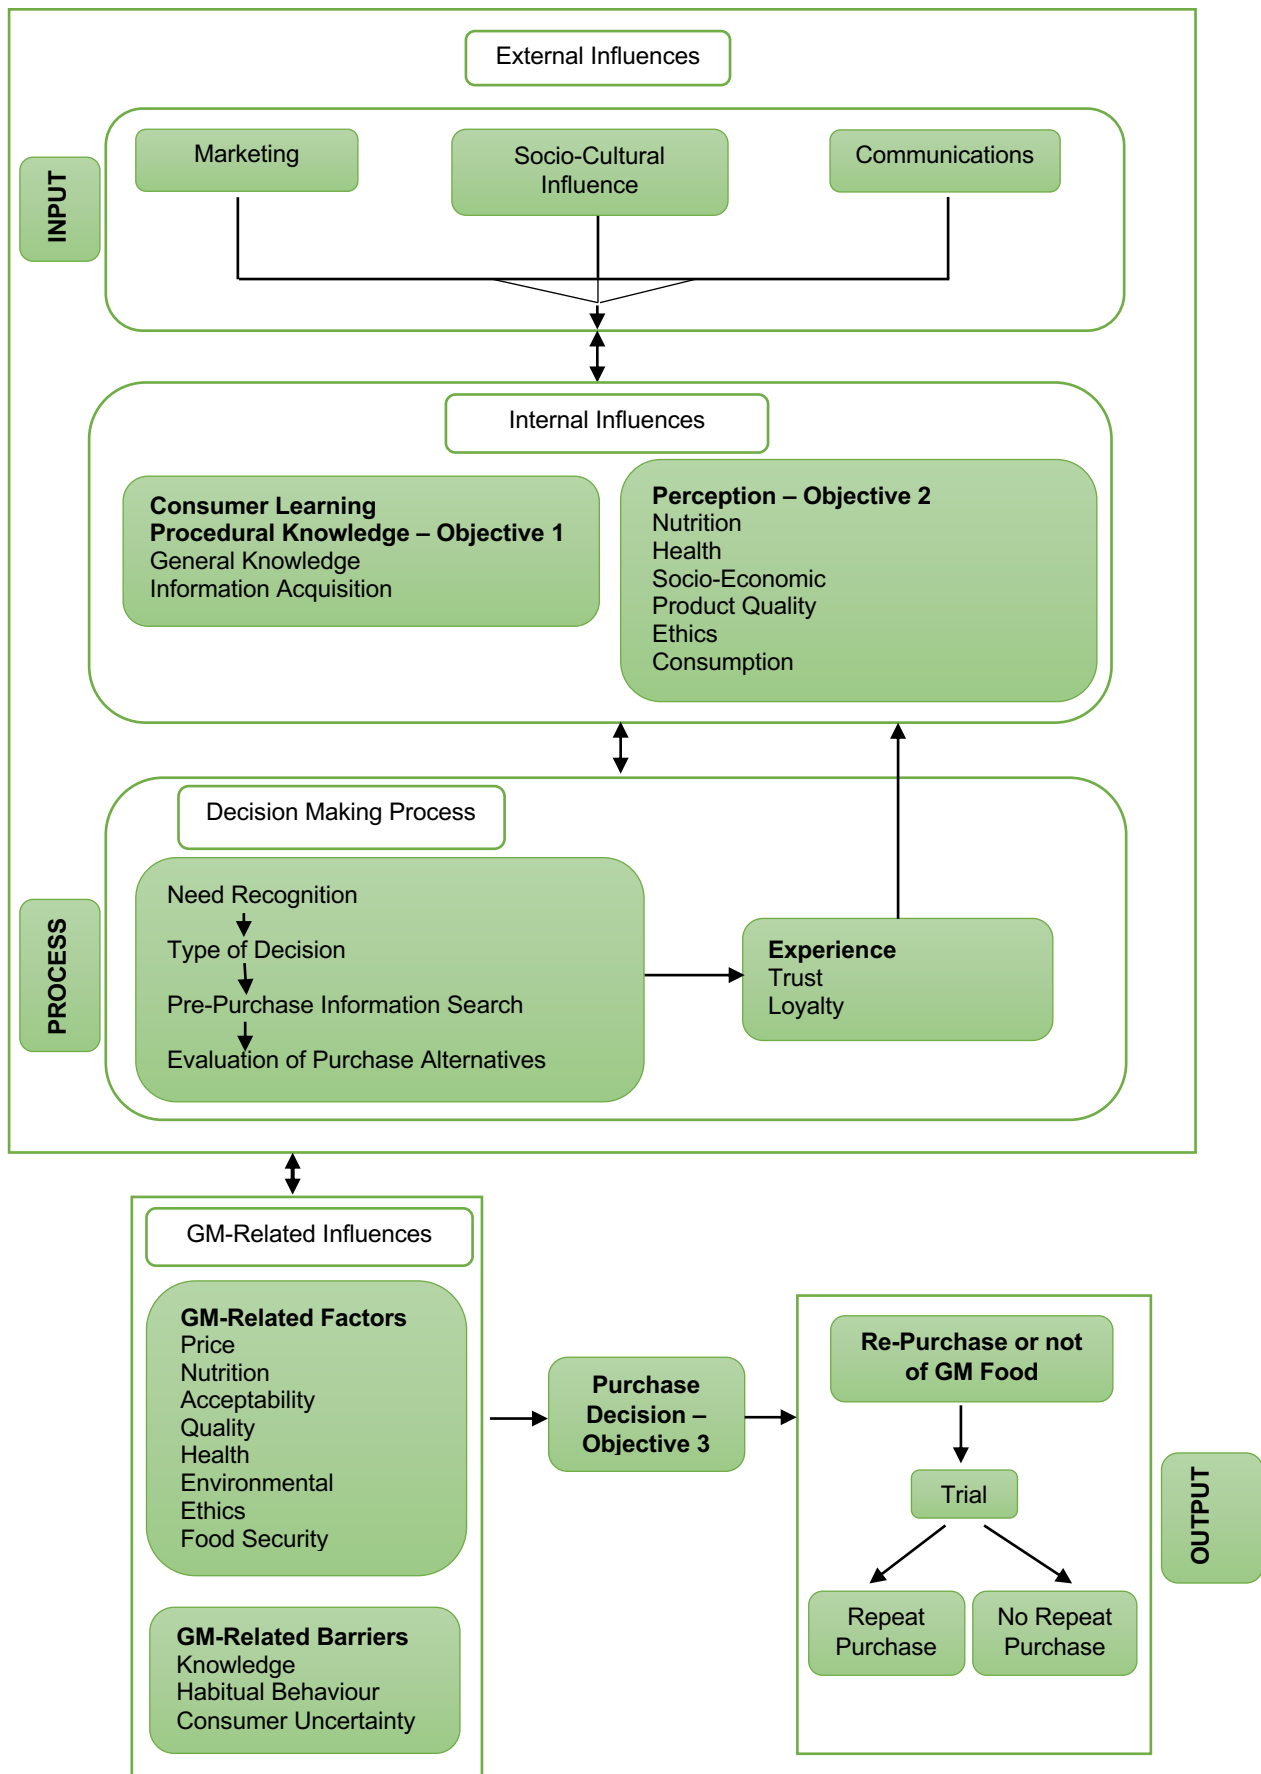 External Influences
INPUT
Marketing
Socio-Cultural
Influence
Communications
Internal Influences
Consumer Learning
Procedural Knowledge – Objective 1
General Knowledge
Information Acquisition
Perception – Objective 2
Nutrition
Health
Socio-Economic
Product Quality
Ethics
Consumption
PROCESS
Decision Making Process
Need Recognition
Type of Decision
Pre-Purchase Information Search
Evaluation of Purchase Alternatives
Experience
Trust
Loyalty
GM-Related Influences
GM-Related Factors
Price
Nutrition
Acceptability
Quality
Health
Environmental
Ethics
Food Security
GM-Related Barriers
Knowledge
Habitual Behaviour
Consumer Uncertainty
Purchase
Decision –
Objective 3
Re-Purchase or not
of GM Food
Trial
Repeat
Purchase
No Repeat
Purchase
OUTPUT